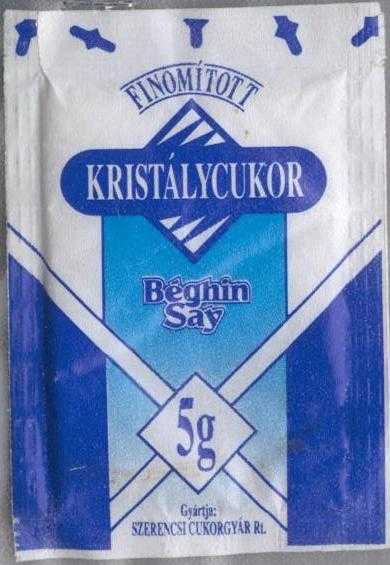 FINOMÍTOTT
KRISTÁLYCUKOR
Béghin
Say
5g
Gyártja:
SZERENCSI CUKORGYÁR Rt.